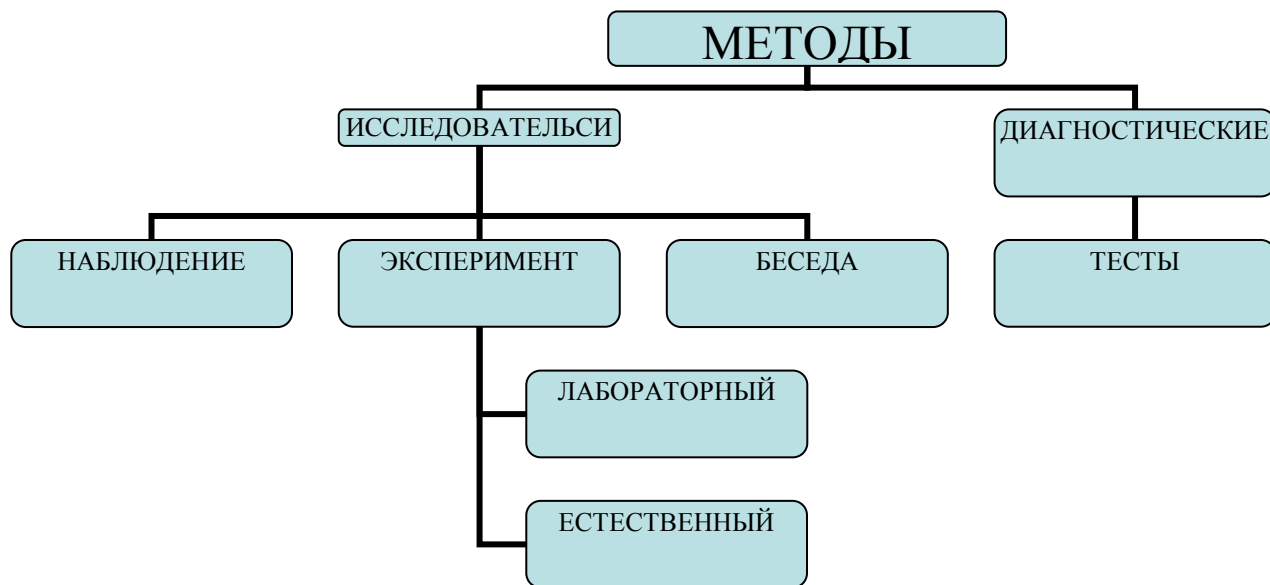 МЕТОДЫ
ИССЛЕДОВАТЕЛЬСИ
ДИАГНОСТИЧЕСКИЕ
НАБЛЮДЕНИЕ
ЭКСПЕРИМЕНТ
БЕСЕДА
ТЕСТЫ
ЛАБОРАТОРНЫЙ
ЕСТЕСТВЕННЫЙ